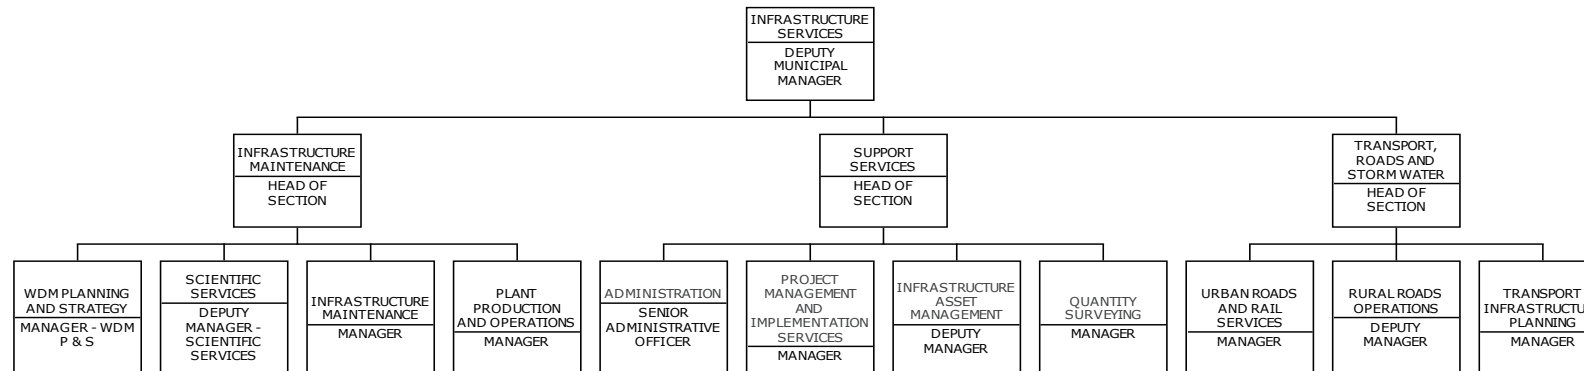 INFRASTRUCTURE
SERVICES
DEPUTY
MUNICIPAL
MANAGER
INFRASTRUCTURE
MAINTENANCE
HEAD OF
SECTION
SUPPORT
SERVICES
HEAD OF
SECTION
TRANSPORT,
ROADS AND
STORM WATER
HEAD OF
SECTION
WDM PLANNING
AND STRATEGY
MANAGER - WDM
P & S
SCIENTIFIC
SERVICES
DEPUTY
MANAGER -
SCIENTIFIC
SERVICES
INFRASTRUCTURE
MAINTENANCE
MANAGER
PLANT
PRODUCTION
AND OPERATIONS
MANAGER
ADMINISTRATION
SENIOR
ADMINISTRATIVE
OFFICER
PROJECT
MANAGEMENT
AND
IMPLEMENTATION
SERVICES
MANAGER
INFRASTRUCTURE
ASSET
MANAGEMENT
DEPUTY
MANAGER
QUANTITY
SURVEYING
MANAGER
URBAN ROADS
AND RAIL
SERVICES
MANAGER
RURAL ROADS
OPERATIONS
DEPUTY
MANAGER
TRANSPORT
INFRASTRUCTU
PLANNING
MANAGER